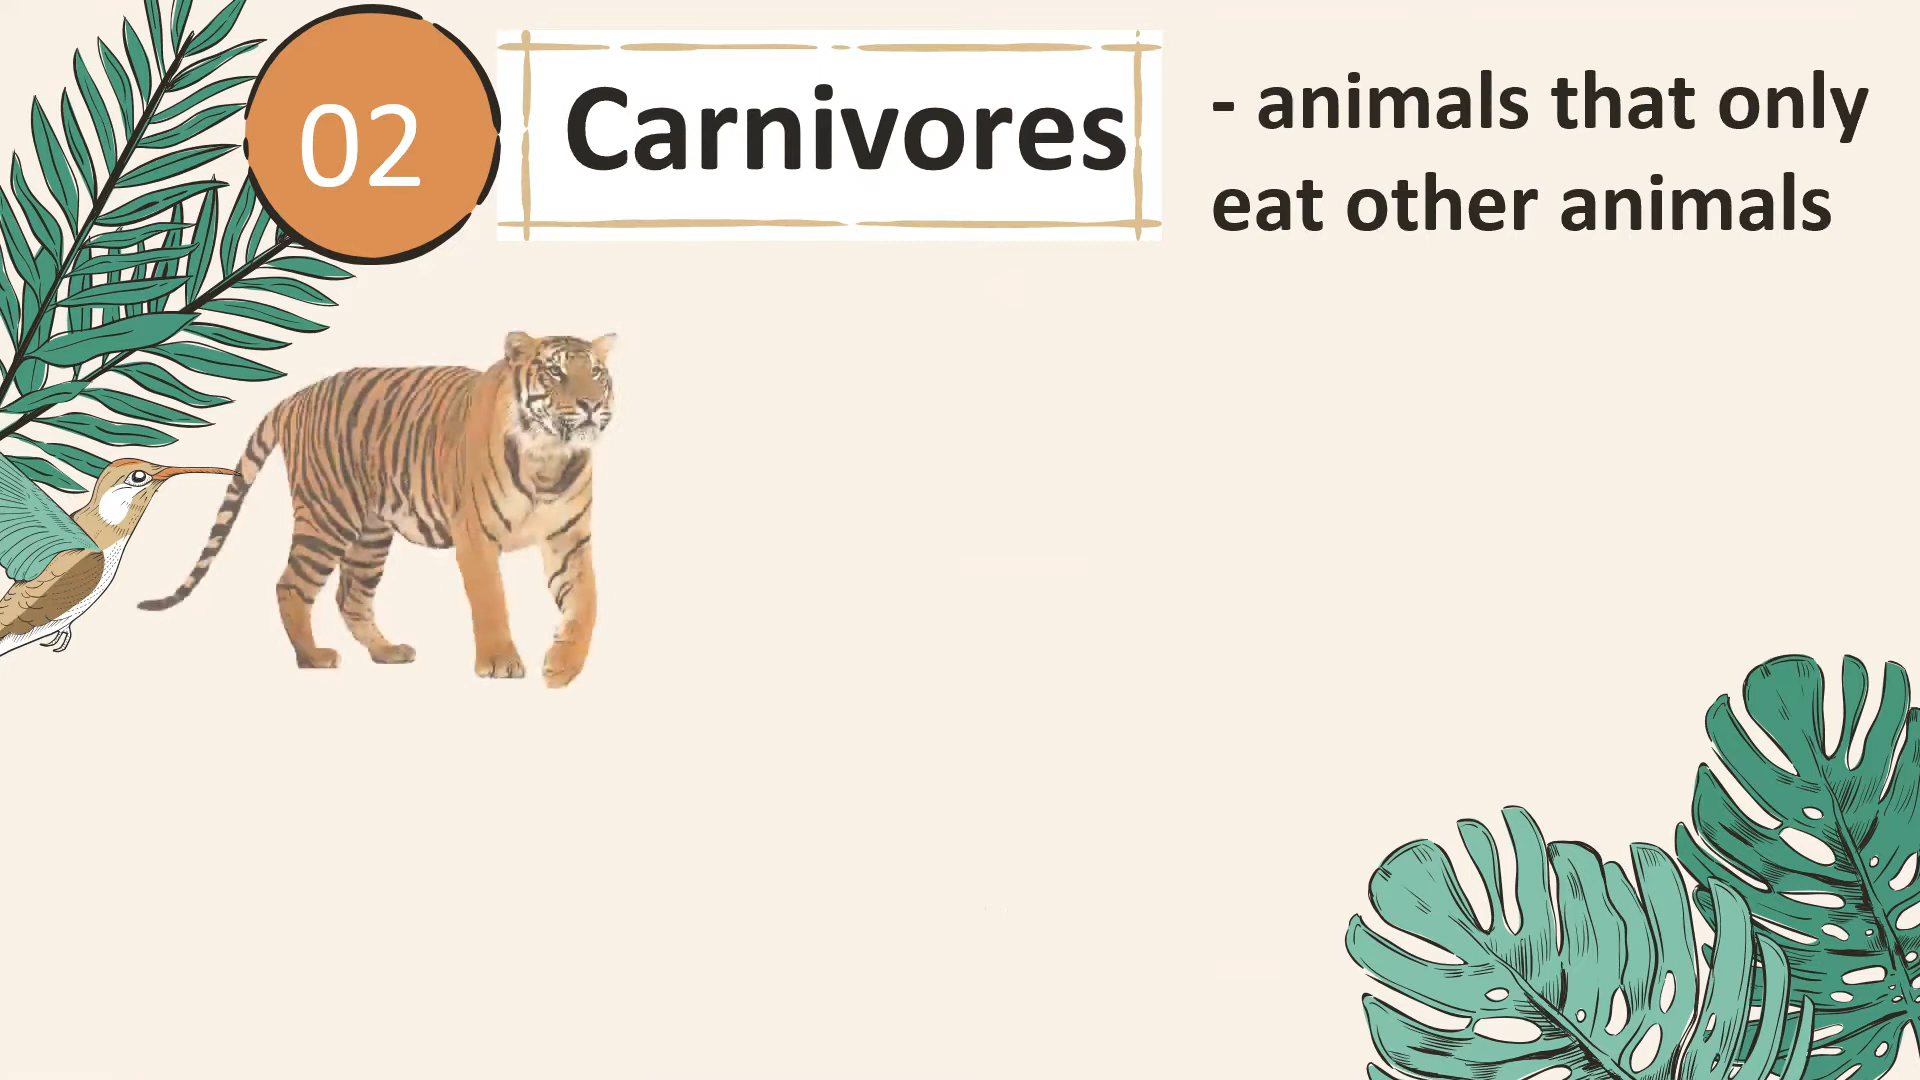 02
Carnivores
- animals that only
eat other animals